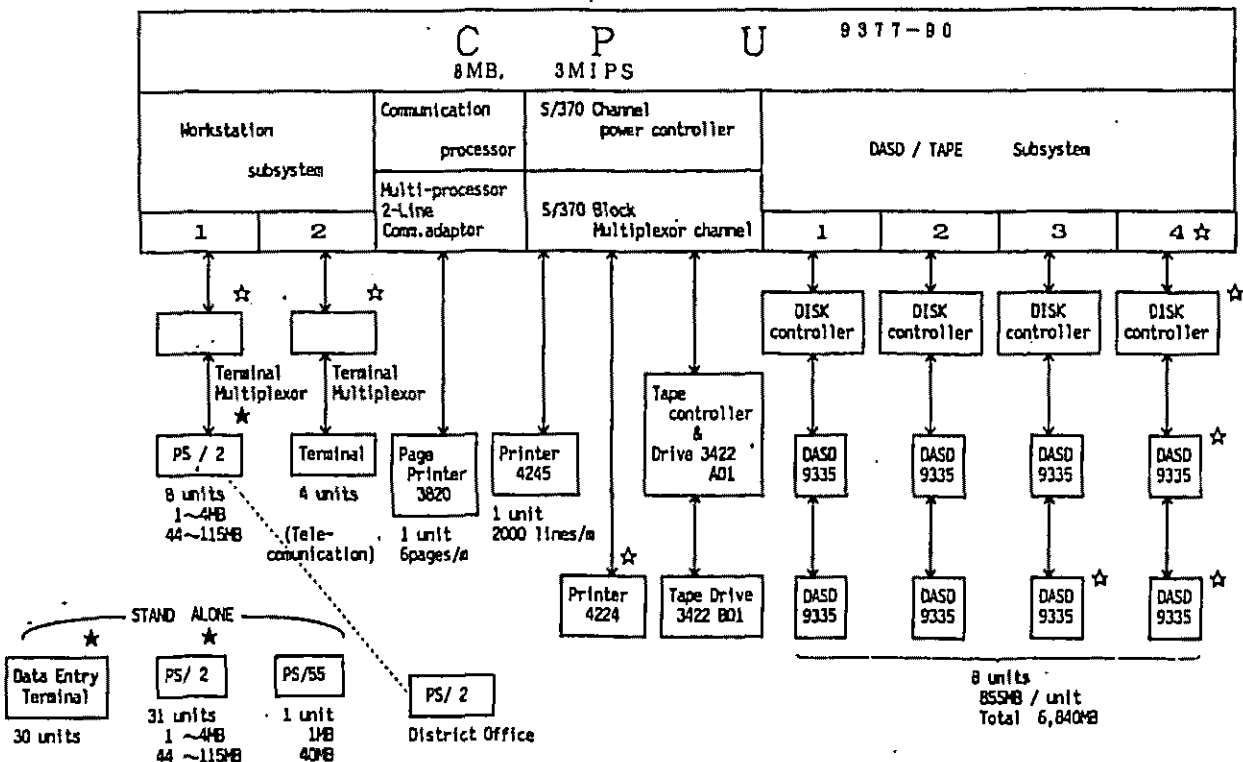 C P U 9377-90
8MB. 3MIPS
Workstation
subsystem
Communication
processor
S/370 Channel
power controller
DASD / TAPE Subsystem
Multi-processor
2-Line
Comm.adaptor
S/370 Block
Multiplexor channel
1 2
1 2 3 4 ☆
☆ ☆
DISK
controller
DISK
controller
DISK
controller
DISK
controller
☆
Terminal
Multiplexor
★
Terminal
Multiplexor
Tape
controller
&
Drive 3422
A01
PS / 2
8 units
1~4MB
44~115MB
Terminal
4 units
(Tele-
comunication)
Page
Printer
3820
1 unit
6pages/m
Printer
4245
1 unit
2000 lines/m
DASD
9335
DASD
9335
DASD
9335
DASD
9335
☆
☆
Printer
4224
Tape Drive
3422 B01
DASD
9335
DASD
9335
DASD
9335
☆
DASD
9335
☆
8 units
855MB / unit
Total 6,840MB
STAND ALONE
★ ★
Data Entry
Terminal
30 units
PS/ 2
31 units
1 ~4MB
44 ~115MB
PS/55
1 unit
1MB
40MB
PS/ 2
District Office